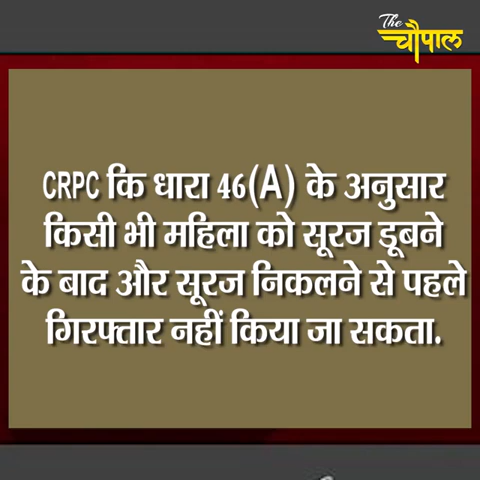 The
चौपाल
CRPC कि धारा 46(A) के अनुसार
किसी भी महिला को सूरज डूबने
के बाद और सूरज निकलने से पहले
गिरफ्तार नहीं किया जा सकता.